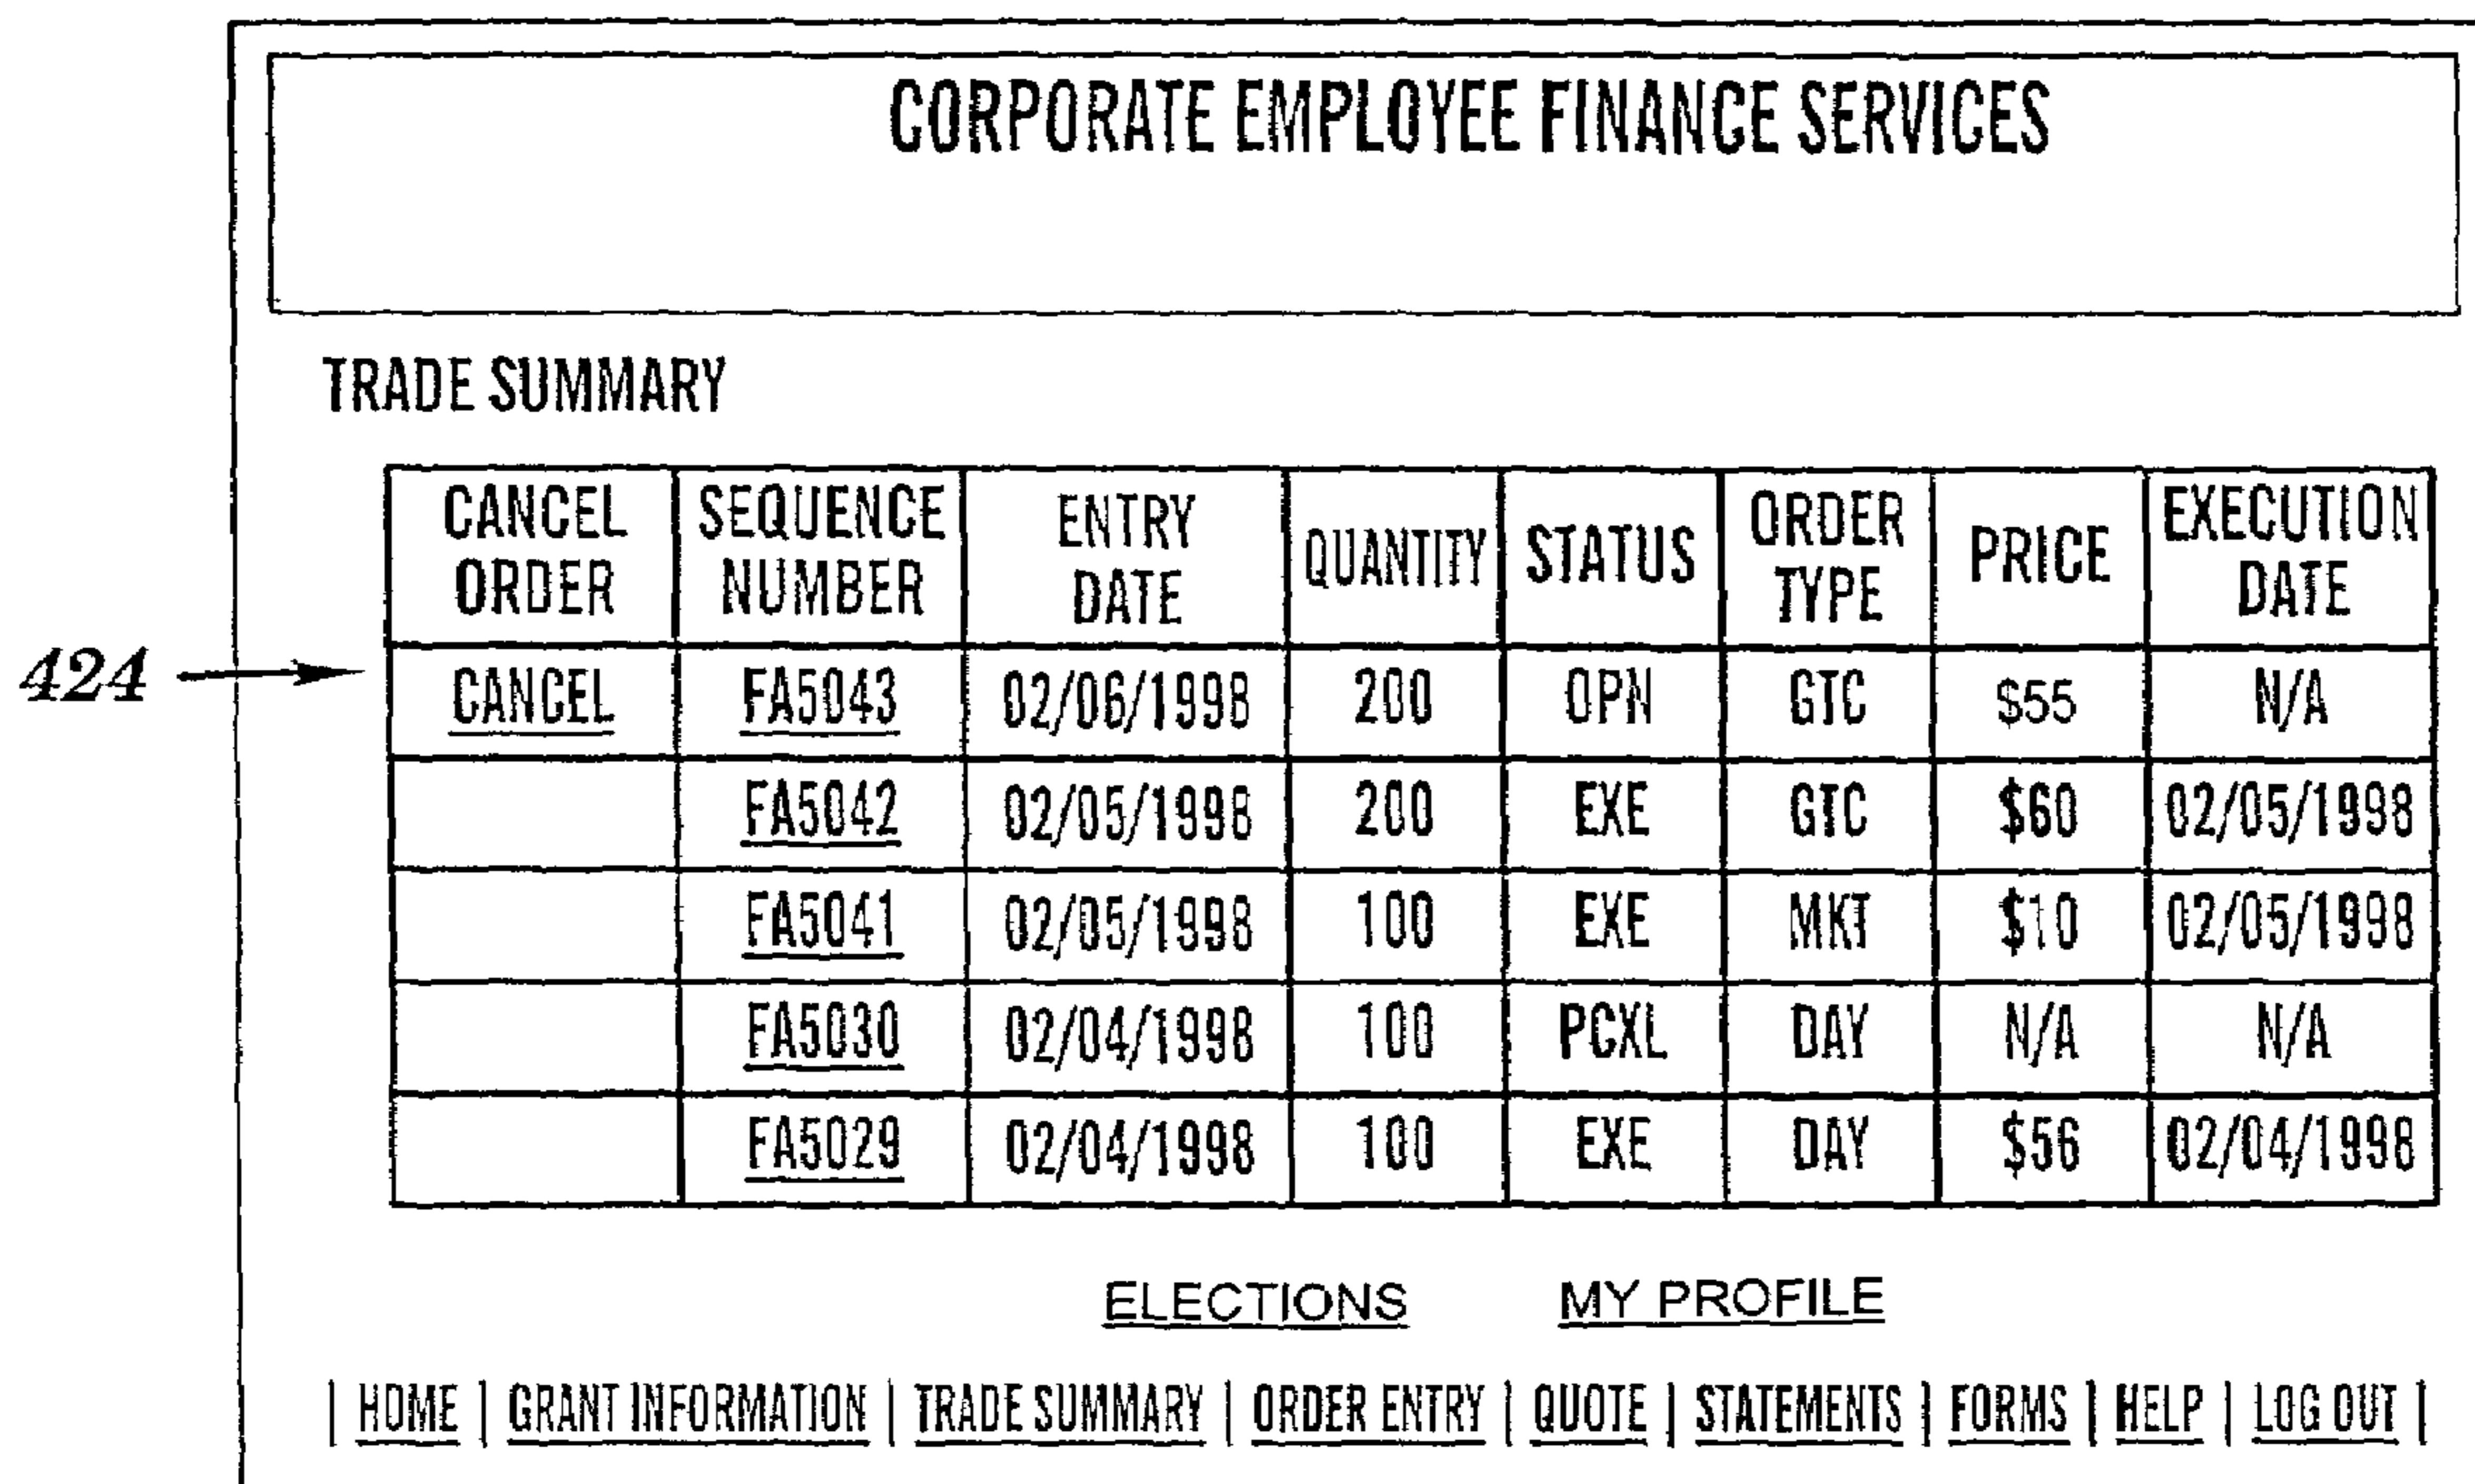 CORPORATE EMPLOYEE FINANCE SERVICES
TRADE SUMMARY
CANCEL ORDER SEQUENCE NUMBER ENTRY DATE QUANTITY STATUS ORDER TYPE PRICE EXECUTION DATE
424 CANCEL FA5043 02/06/1998 200 OPN GTC $55 N/A
FA5042 02/05/1998 200 EXE GTC $60 02/05/1998
FA5041 02/05/1998 100 EXE MKT $10 02/05/1998
FA5030 02/04/1998 100 PCXL DAY N/A N/A
FA5029 02/04/1998 100 EXE DAY $56 02/04/1998
ELECTIONS MY PROFILE
| HOME | GRANT INFORMATION | TRADE SUMMARY | ORDER ENTRY | QUOTE | STATEMENTS | FORMS | HELP | LOG OUT |